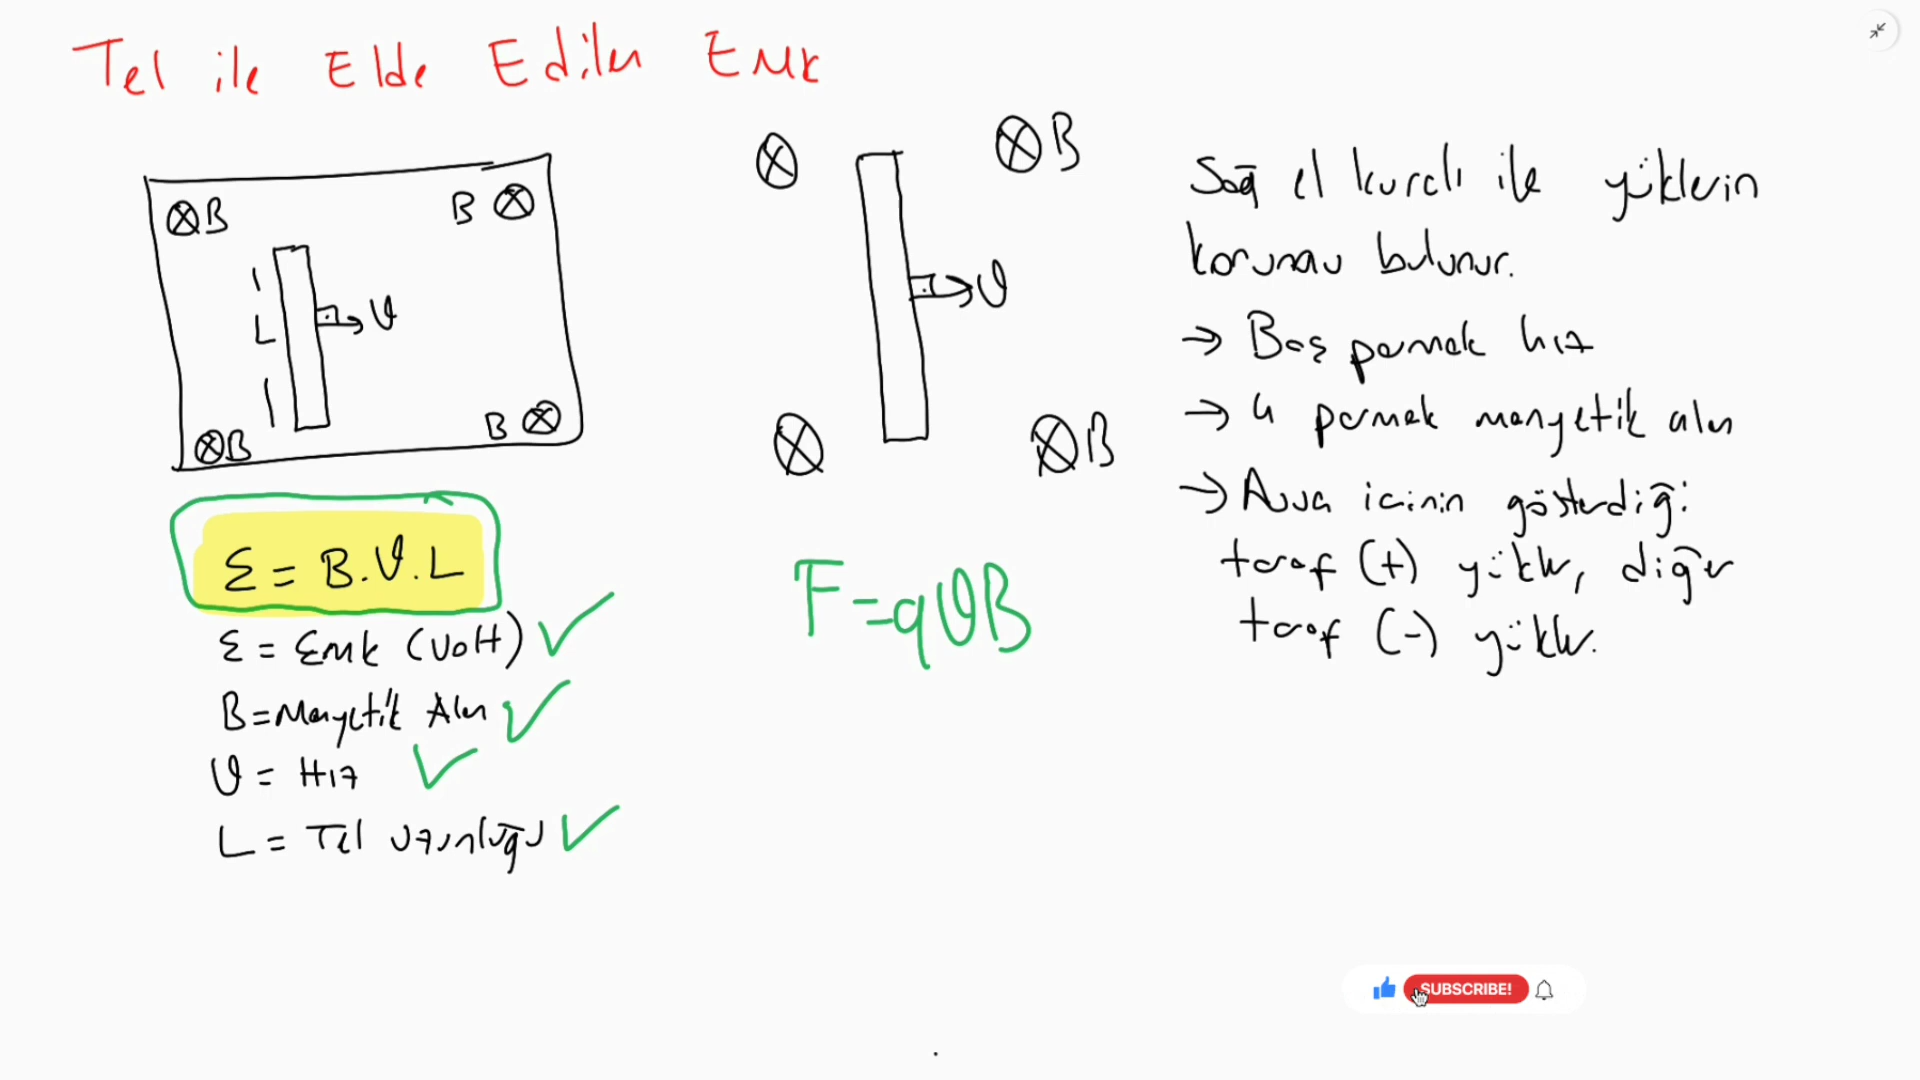 Tel ile Elde Edilen Emk
B
B
L
ϑ
B
B
ε = B.ϑ.L
ε = Emk (Volt)
B = Manyetik Alan
ϑ = Hız
L = Tel uzunluğu
B
ϑ
B
F = qϑB
Sağ el kuralı ile yüklerin
konumu bulunur.
→ Baş parmak hız
→ 4 parmak manyetik alan
→ Avuç içinin gösterdiği
taraf (+) yükler, diğer
taraf (-) yükler.
SUBSCRIBE!